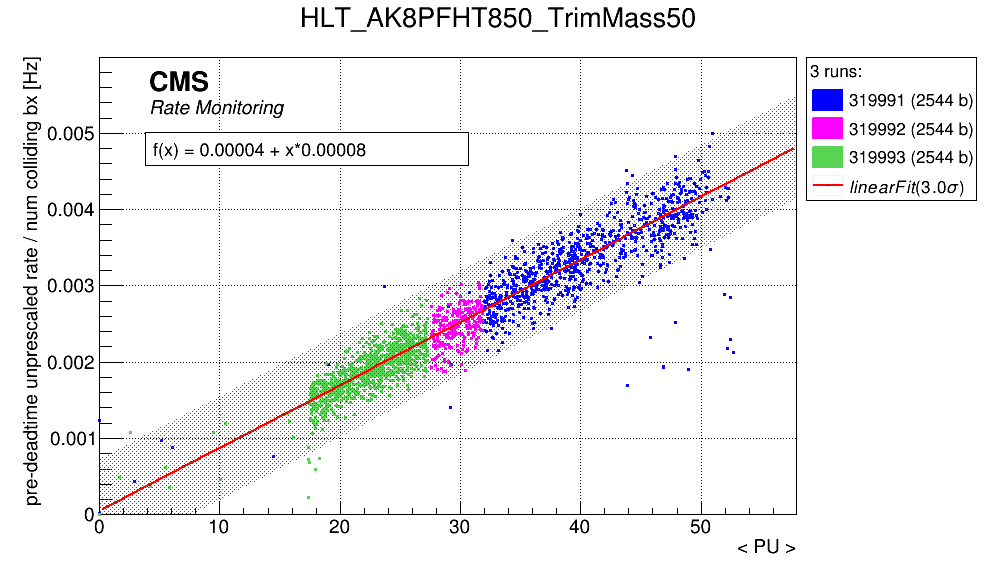 HLT_AK8PFHT850_TrimMass50
pre-deadtime unprescaled rate / num colliding bx [Hz]
CMS
Rate Monitoring
f(x) = 0.00004 + x*0.00008
0.005
0.004
0.003
0.002
0.001
0
0 10 20 30 40 50
< PU >
3 runs:
319991 (2544 b)
319992 (2544 b)
319993 (2544 b)
linearFit(3.0σ)